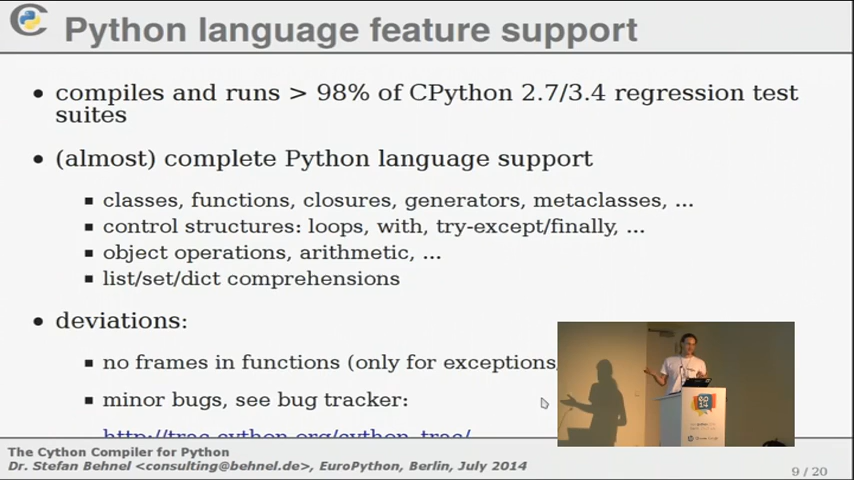 Python language feature support
• compiles and runs > 98% of CPython 2.7/3.4 regression test
suites
• (almost) complete Python language support
▪ classes, functions, closures, generators, metaclasses, ...
▪ control structures: loops, with, try-except/finally, ...
▪ object operations, arithmetic, ...
▪ list/set/dict comprehensions
• deviations:
▪ no frames in functions (only for exceptions,
▪ minor bugs, see bug tracker:
http://trac.cython.org/cython_trac/
The Cython Compiler for Python
Dr. Stefan Behnel <consulting@behnel.de>, EuroPython, Berlin, July 2014
9 / 20